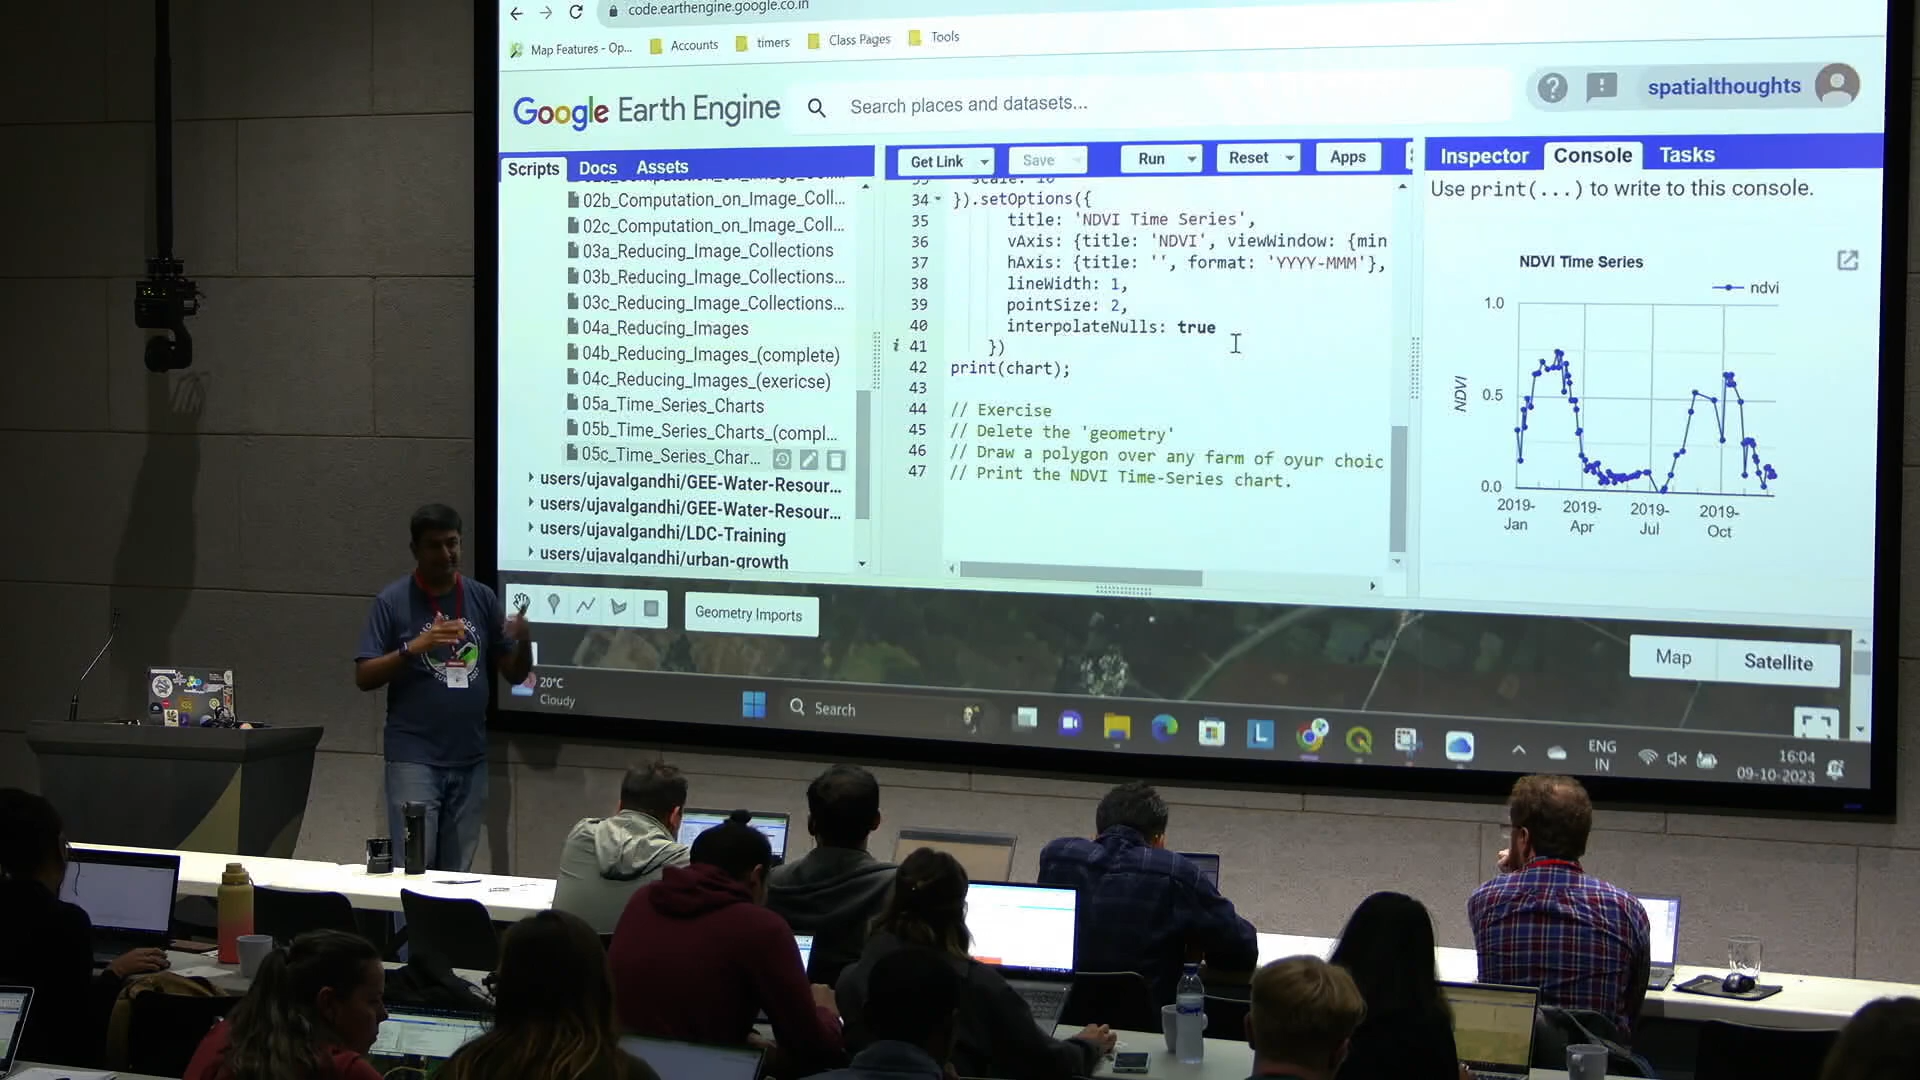 code.earthengine.google.co.in
Map Features - Op...
Accounts
timers
Class Pages
Tools
Google Earth Engine
Search places and datasets...
spatialthoughts
Scripts
Docs
Assets
Get Link
Save
Run
Reset
Apps
Inspector
Console
Tasks
02b_Computation_on_Image_Coll...
02c_Computation_on_Image_Coll...
03a_Reducing_Image_Collections
03b_Reducing_Image_Collections...
03c_Reducing_Image_Collections...
04a_Reducing_Images
04b_Reducing_Images_(complete)
04c_Reducing_Images_(exericse)
05a_Time_Series_Charts
05b_Time_Series_Charts_(compl...
05c_Time_Series_Char...
users/ujavalgandhi/GEE-Water-Resour...
users/ujavalgandhi/GEE-Water-Resour...
users/ujavalgandhi/LDC-Training
users/ujavalgandhi/urban-growth
34 }).setOptions({
35 title: 'NDVI Time Series',
36 vAxis: {title: 'NDVI', viewWindow: {min
37 hAxis: {title: '', format: 'YYYY-MMM'},
38 lineWidth: 1,
39 pointSize: 2,
40 interpolateNulls: true
i 41 })
42 print(chart);
43
44 // Exercise
45 // Delete the 'geometry'
46 // Draw a polygon over any farm of oyur choic
47 // Print the NDVI Time-Series chart.
Use print(...) to write to this console.
NDVI Time Series
ndvi
1.0
0.5
0.0
NDVI
2019-Jan
2019-Apr
2019-Jul
2019-Oct
Geometry Imports
Map
Satellite
20°C
Cloudy
Search
L
ENG
IN
16:04
09-10-2023